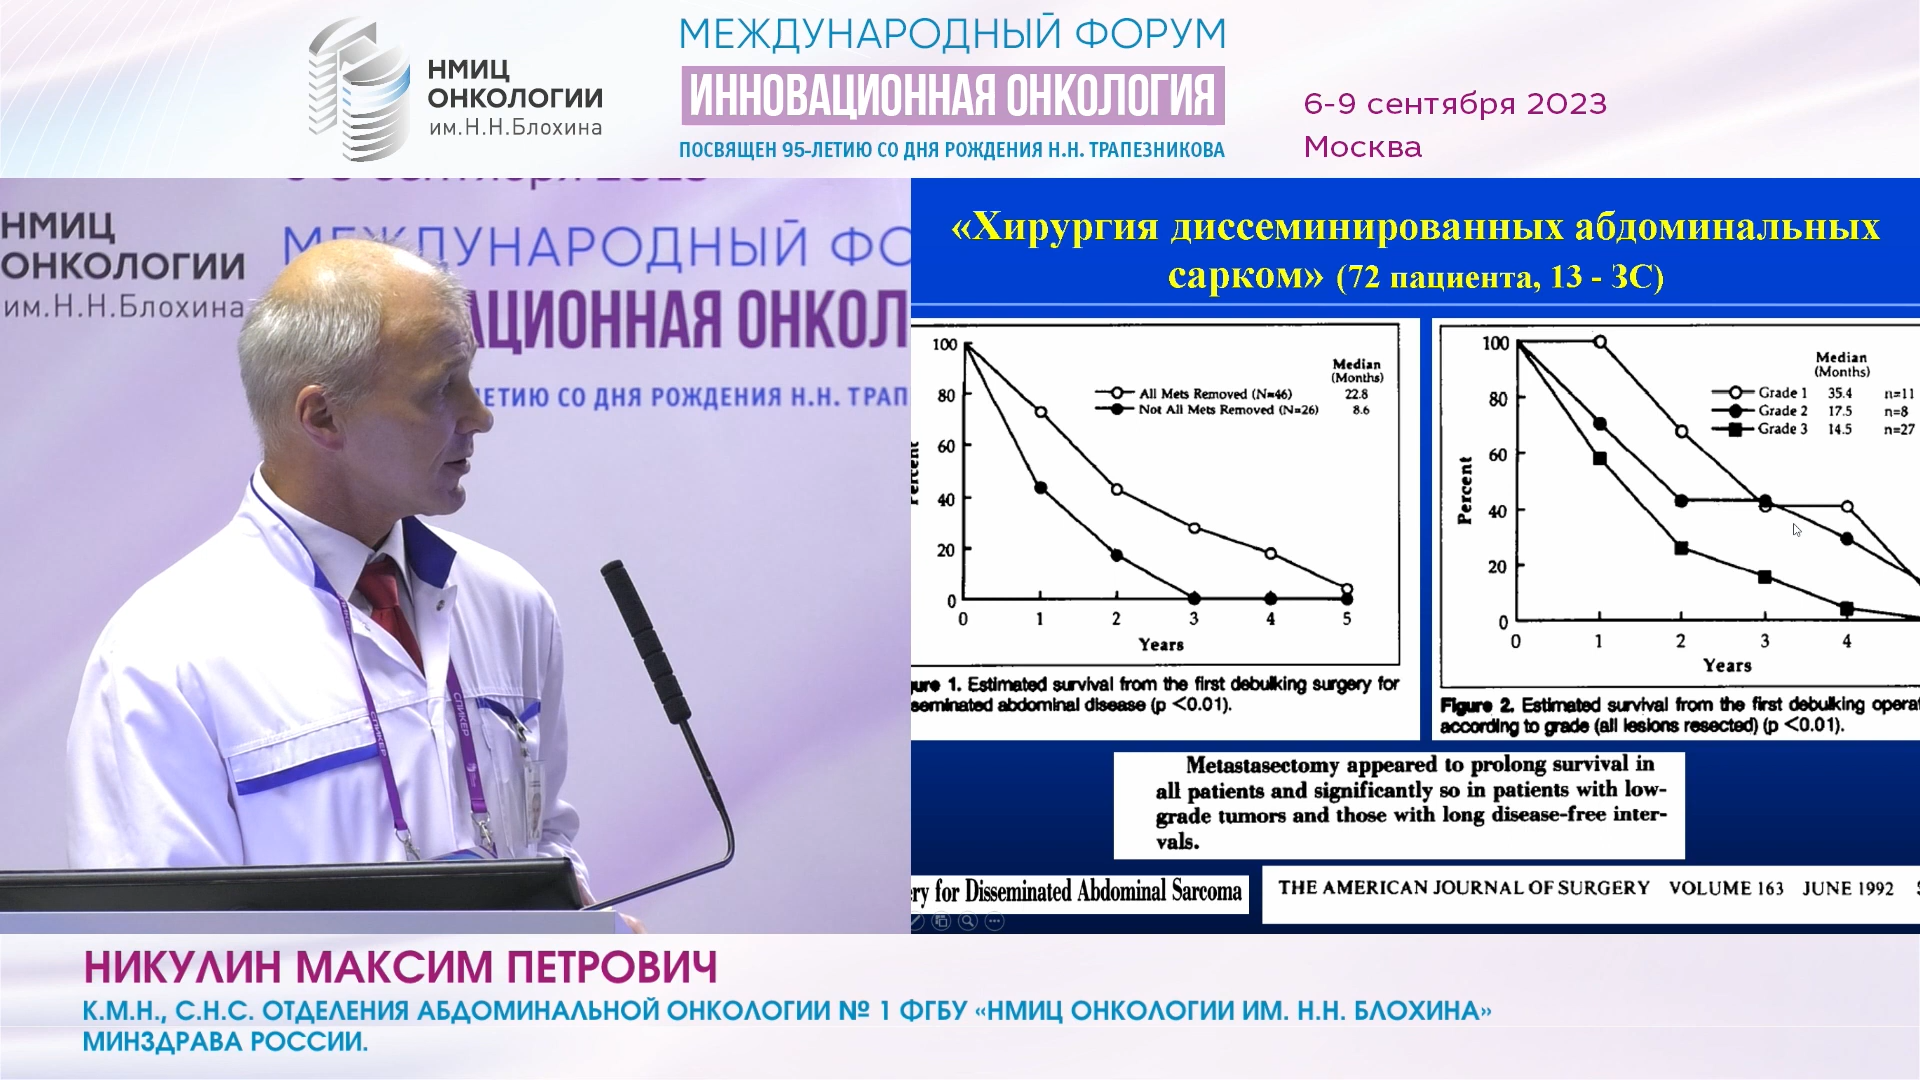 НМИЦ
ОНКОЛОГИИ
им.Н.Н.Блохина
МЕЖДУНАРОДНЫЙ ФОРУМ
ИННОВАЦИОННАЯ ОНКОЛОГИЯ
ПОСВЯЩЕН 95-ЛЕТИЮ СО ДНЯ РОЖДЕНИЯ Н.Н. ТРАПЕЗНИКОВА
6-9 сентября 2023
Москва
НМИЦ
ОНКОЛОГИИ
им.Н.Н.Блохина
МЕЖДУНАРОДНЫЙ ФО
АЦИОННАЯ ОНКОЛ
ЛЕТИЮ СО ДНЯ РОЖДЕНИЯ Н.Н. ТРАП
СПИКЕР
СПИКЕР
«Хирургия диссеминированных абдоминальных
сарком» (72 пациента, 13 - ЗС)
Median
(Months)
All Mets Removed (N=46) 22.8
Not All Mets Removed (N=26) 8.6
100
80
60
40
20
0
Percent
0 1 2 3 4 5
Years
ure 1. Estimated survival from the first debulking surgery for
seminated abdominal disease (p <0.01).
Median
(Months)
Grade 1 35.4 n=11
Grade 2 17.5 n=8
Grade 3 14.5 n=27
100
80
60
40
20
0
Percent
0 1 2 3 4
Years
Figure 2. Estimated survival from the first debulking operat
according to grade (all lesions resected) (p <0.01).
Metastasectomy appeared to prolong survival in
all patients and significantly so in patients with low-
grade tumors and those with long disease-free inter-
vals.
ery for Disseminated Abdominal Sarcoma
THE AMERICAN JOURNAL OF SURGERY VOLUME 163 JUNE 1992
НИКУЛИН МАКСИМ ПЕТРОВИЧ
К.М.Н., С.Н.С. ОТДЕЛЕНИЯ АБДОМИНАЛЬНОЙ ОНКОЛОГИИ № 1 ФГБУ «НМИЦ ОНКОЛОГИИ ИМ. Н.Н. БЛОХИНА»
МИНЗДРАВА РОССИИ.